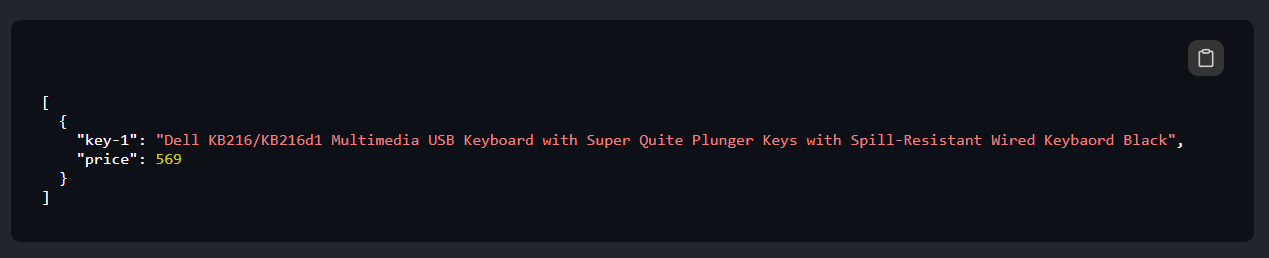 [
{
"key-1": "Dell KB216/KB216d1 Multimedia USB Keyboard with Super Quite Plunger Keys with Spill-Resistant Wired Keybaord Black",
"price": 569
}
]